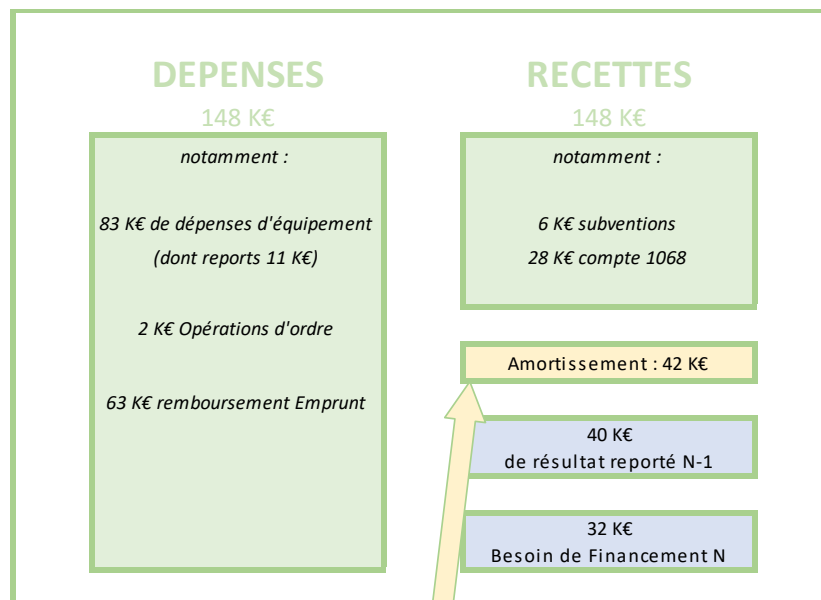 DEPENSES
148 K€
notamment :
83 K€ de dépenses d'équipement
(dont reports 11 K€)
2 K€ Opérations d'ordre
63 K€ remboursement Emprunt
RECETTES
148 K€
notamment :
6 K€ subventions
28 K€ compte 1068
Amortissement : 42 K€
40 K€
de résultat reporté N-1
32 K€
Besoin de Financement N